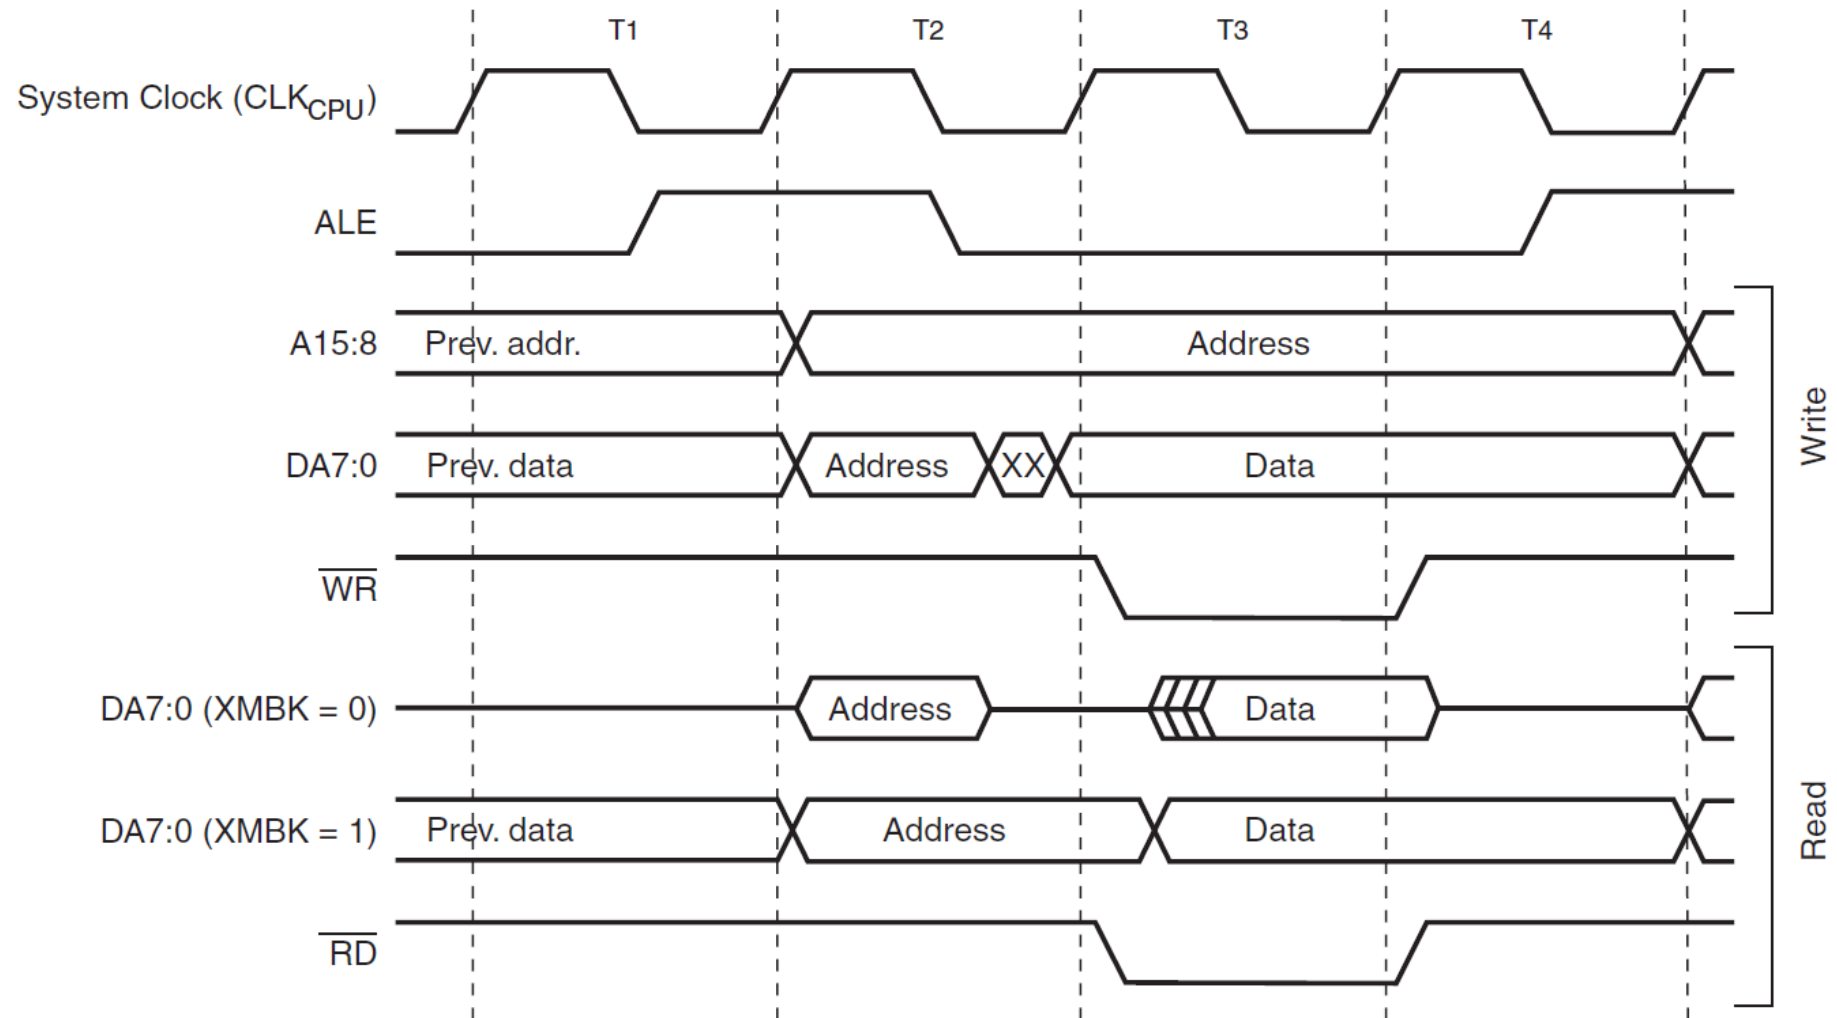 T1 T2 T3 T4
System Clock (CLKCPU)
ALE
A15:8 Prev. addr. Address
DA7:0 Prev. data Address XX Data
WR
Write
DA7:0 (XMBK = 0) Address Data
DA7:0 (XMBK = 1) Prev. data Address Data
RD
Read